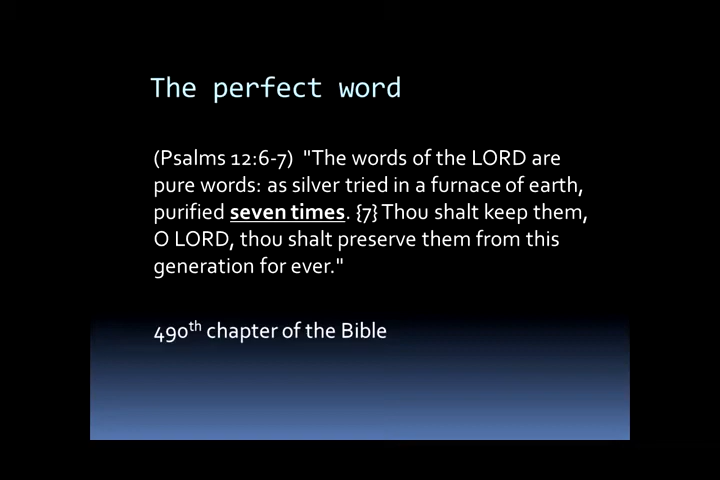 The perfect word
(Psalms 12:6-7)  "The words of the LORD are
pure words: as silver tried in a furnace of earth,
purified seven times. {7} Thou shalt keep them,
O LORD, thou shalt preserve them from this
generation for ever."
490th chapter of the Bible